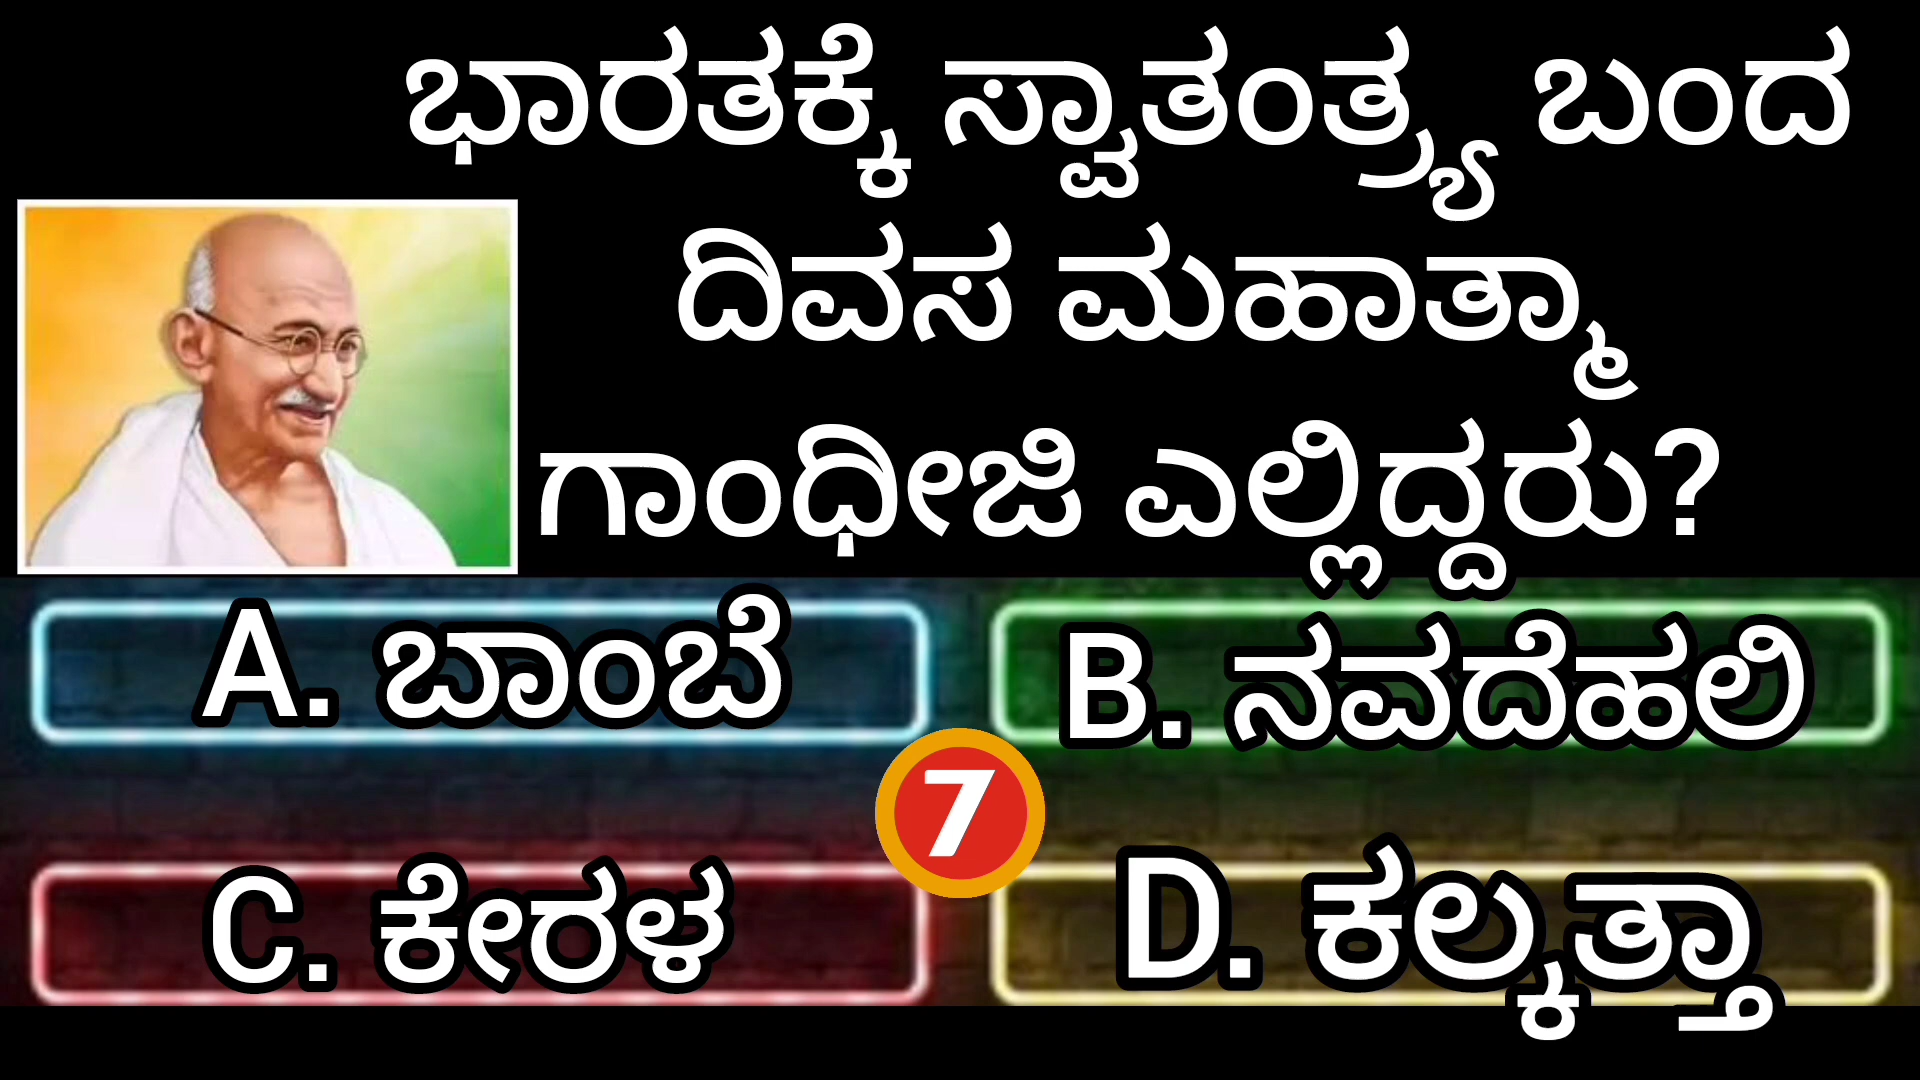 ಭಾರತಕ್ಕೆ ಸ್ವಾತಂತ್ರ್ಯ ಬಂದ
ದಿವಸ ಮಹಾತ್ಮಾ
ಗಾಂಧೀಜಿ ಎಲ್ಲಿದ್ದರು?
A. ಬಾಂಬೆ
B. ನವದೆಹಲಿ
7
C. ಕೇರಳ
D. ಕಲ್ಕತ್ತಾ